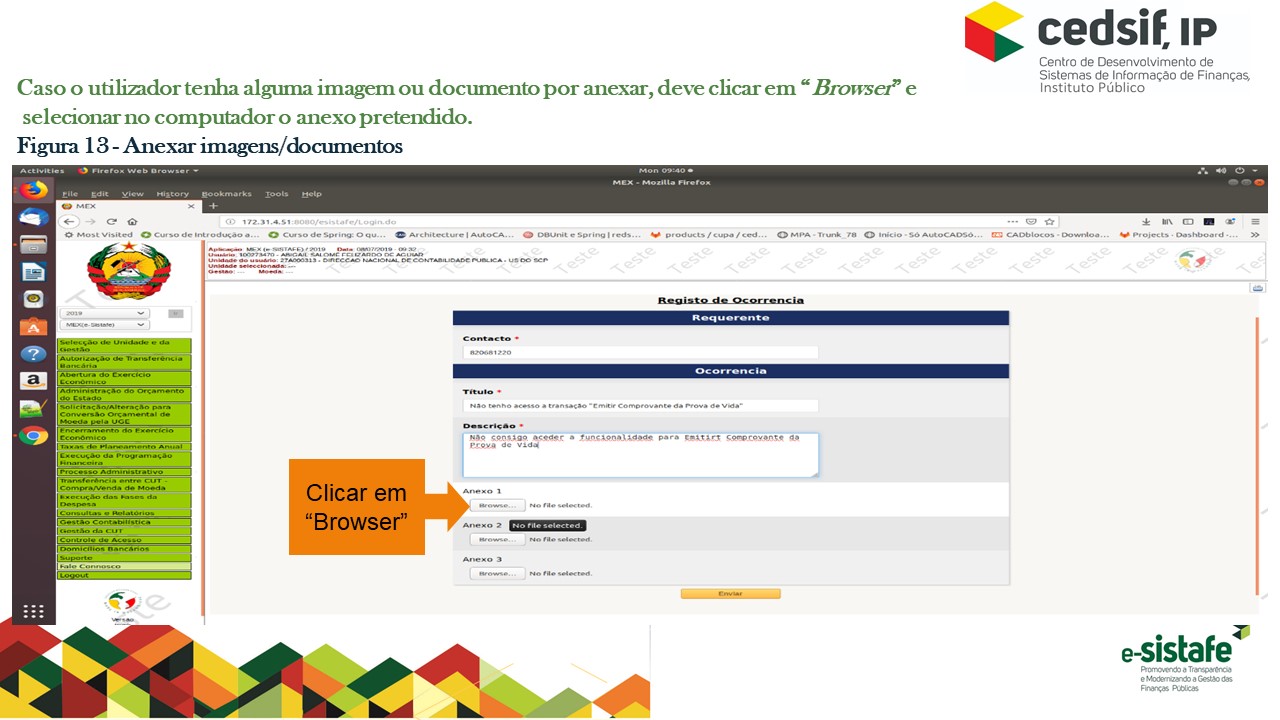 cedsif, IP
Centro de Desenvolvimento de
Sistemas de Informação de Finanças,
Instituto Público
Caso o utilizador tenha alguma imagem ou documento por anexar, deve clicar em “Browser” e
selecionar no computador o anexo pretendido.
Figura 13 - Anexar imagens/documentos
Activities Firefox Web Browser Mon 09:40
MEX - Mozilla Firefox
File Edit View History Bookmarks Tools Help
MEX
172.31.4.51:8080/esistafe/Login.do
Most Visited Curso de Introdução a... Curso de Spring: O qu... Architecture | AutoCA... DBUnit e Spring | reds... products / cupa / ced... MPA - Trunk_78 Início - Só AutoCADSó... CADblocos - Downloa... Projects · Dashboard ·...
Aplicação: MEX (e-SISTAFE) / 2019 Data: 08/07/2019 - 09:32
Usuário: 100273470 - ABIGAIL SALOMÉ FELIZARDO DE AGUIAR
Unidade do usuário: 27A000313 - DIRECÇÃO NACIONAL DE CONTABILIDADE PUBLICA - US DO SCP
Unidade seleccionada: ---
Gestão: --- Moeda: ---
Teste Teste Teste Teste Teste Teste Teste Teste Teste Teste
2019
MEX(e-Sistafe)
Selecção de Unidade e da
Gestão
Autorização de Transferência
Bancária
Abertura do Exercício
Económico
Administração do Orçamento
do Estado
Solicitação/Alteração para
Conversão Orçamental de
Moeda pela UGE
Encerramento do Exercício
Económico
Taxas de Planeamento Anual
Execução da Programação
Financeira
Processo Administrativo
Transferência entre CUT -
Compra/Venda de Moeda
Execução das Fases da
Despesa
Consultas e Relatórios
Gestão Contabilística
Gestão da CUT
Controle de Acesso
Domicílios Bancários
Suporte
Fale Connosco
Logout
Versão
Registo de Ocorrencia
Requerente
Contacto *
820681220
Ocorrencia
Título *
Não tenho acesso a transação "Emitir Comprovante da Prova de Vida"
Descrição *
Não consigo aceder a funcionalidade para Emitirt Comprovante da
Prova de Vida
Anexo 1
Browse... No file selected.
Anexo 2 No file selected.
Browse... No file selected.
Anexo 3
Browse... No file selected.
Enviar
Clicar em
“Browser”
e-sistafe
Promovendo a Transparência
e Modernizando a Gestão das
Finanças Públicas